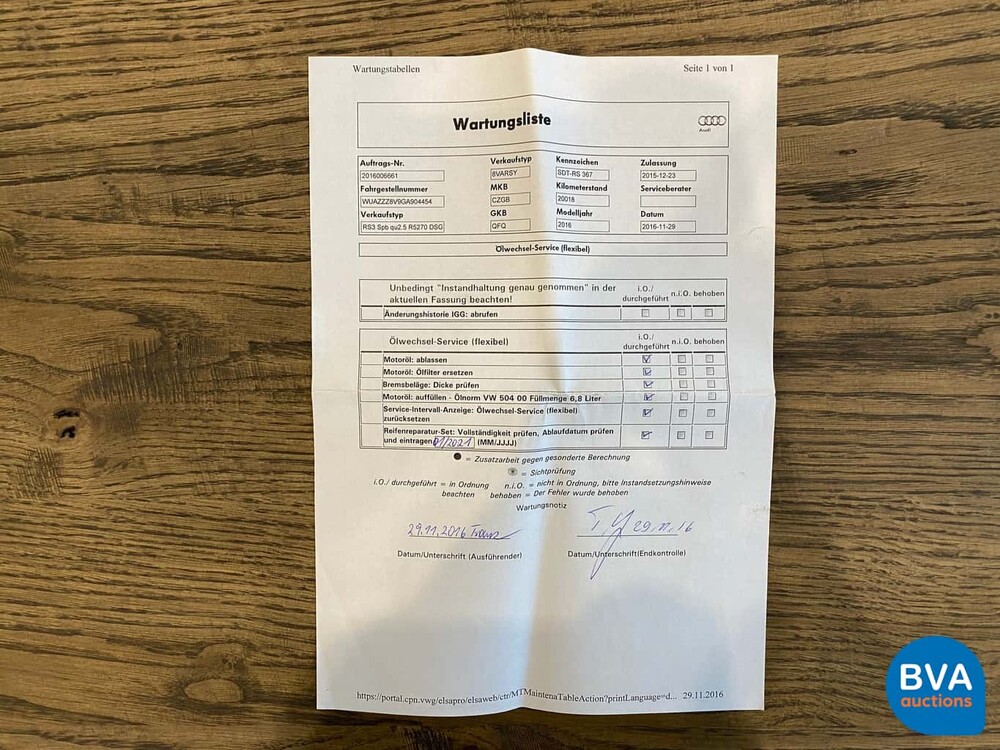 Wartungstabellen Seite 1 von 1
Wartungsliste
Audi
Auftrags-Nr. Verkaufstyp Kennzeichen Zulassung
2016006661 8VARSY SDT-RS 367 2015-12-23
Fahrgestellnummer MKB Kilometerstand Serviceberater
WUAZZZ8V9GA904454 CZGB 20018
Verkaufstyp GKB Modelljahr Datum
RS3 Spb qu2.5 R5270 DSG QFQ 2016 2016-11-29
Ölwechsel-Service (flexibel)
Unbedingt "Instandhaltung genau genommen" in der i.O./
aktuellen Fassung beachten! durchgeführt n.i.O. behoben
Änderungshistorie IGG: abrufen
Ölwechsel-Service (flexibel) i.O./
durchgeführt n.i.O. behoben
Motoröl: ablassen
Motoröl: Ölfilter ersetzen
Bremsbeläge: Dicke prüfen
Motoröl: auffüllen - Ölnorm VW 504 00 Füllmenge 6,8 Liter
Service-Intervall-Anzeige: Ölwechsel-Service (flexibel)
zurücksetzen
Reifenreparatur-Set: Vollständigkeit prüfen, Ablaufdatum prüfen
und eintragen 01/2021 (MM/JJJJ)
= Zusatzarbeit gegen gesonderte Berechnung
= Sichtprüfung
i.O./ durchgeführt = in Ordnung n.i.O. = nicht in Ordnung, bitte Instandsetzungshinweise
beachten behoben = Der Fehler wurde behoben
Wartungsnotiz
29.11.2016 29.11.16
Datum/Unterschrift (Ausführender) Datum/Unterschrift(Endkontrolle)
https://portal.cpn.vwg/elsapro/elsaweb/ctr/MTMaintenaTableAction?printLanguage=d... 29.11.2016
BVA
auctions